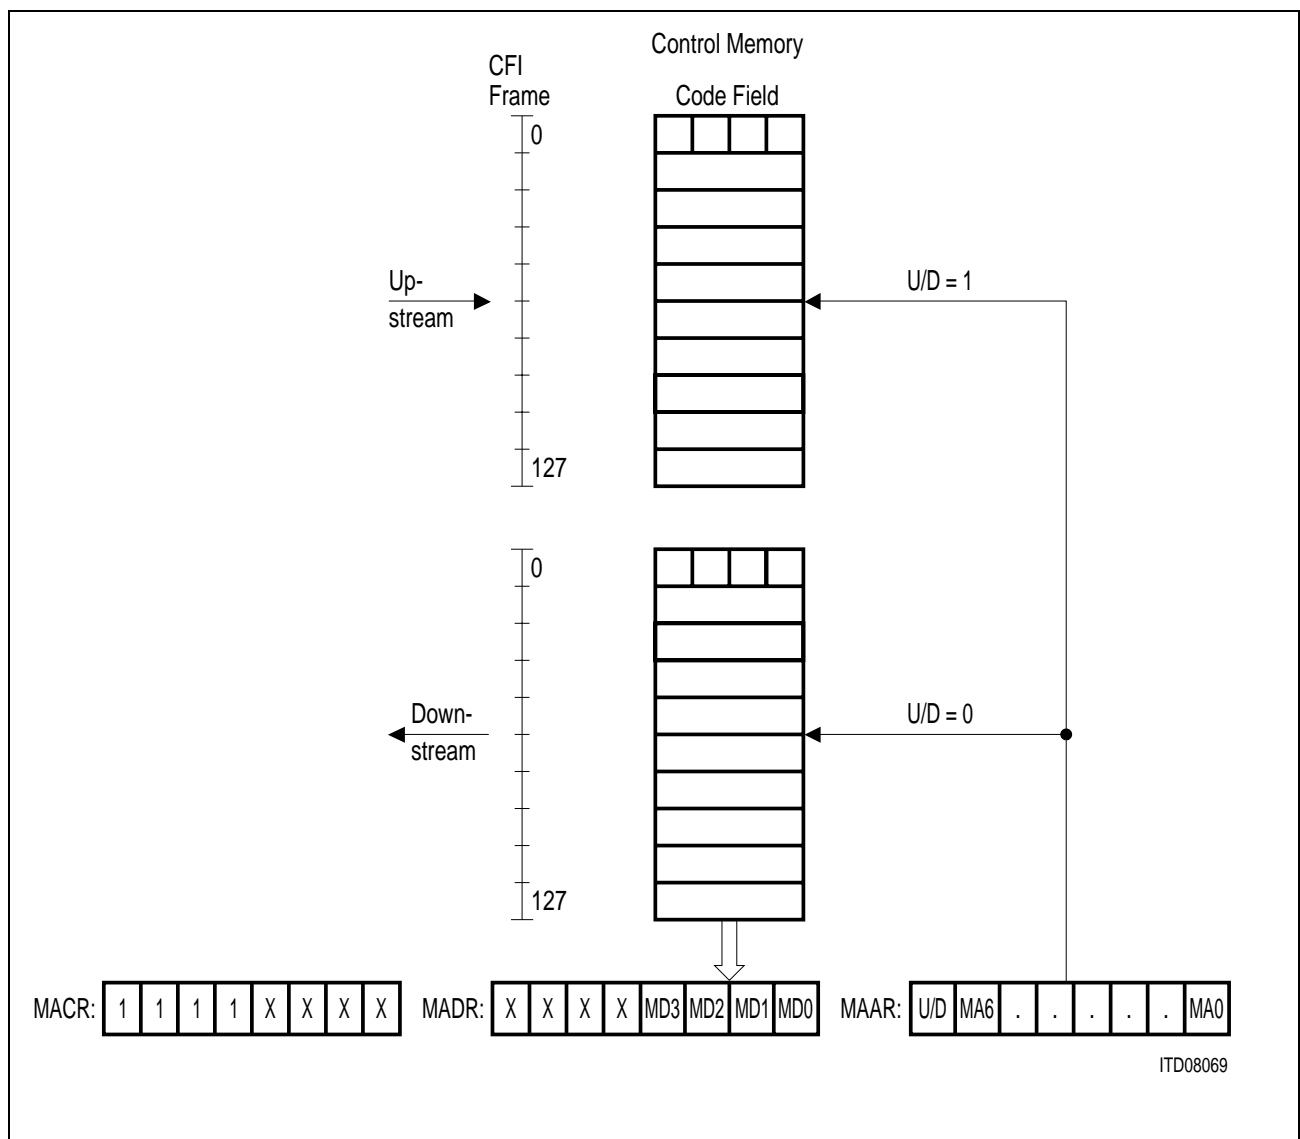 Control Memory
CFI
Frame
Code Field
0
Up-
stream
U/D = 1
127
0
Down-
stream
U/D = 0
127
MACR: 1 1 1 1 X X X X MADR: X X X X MD3 MD2 MD1 MD0 MAAR: U/D MA6 . . . . . MA0
ITD08069